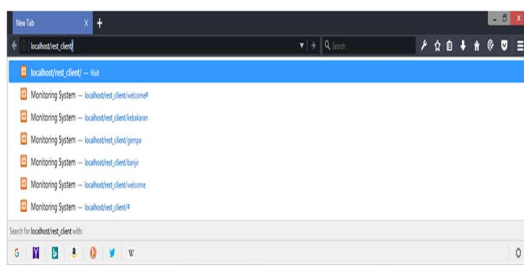 New Tab
localhost/rest_client
Search
localhost/rest_client/ — Visit
Monitoring System — localhost/rest_client/welcome#
Monitoring System — localhost/rest_client/kebakaran
Monitoring System — localhost/rest_client/gempa
Monitoring System — localhost/rest_client/banjir
Monitoring System — localhost/rest_client/welcome
Monitoring System — localhost/rest_client/#
Search for localhost/rest_client with: